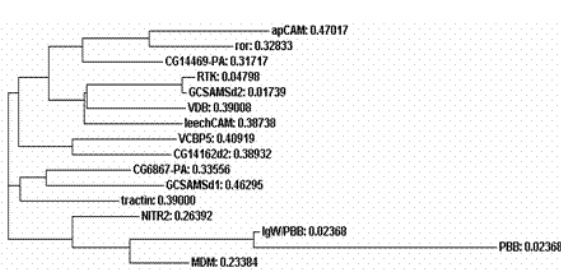 apCAM: 0.47017
ror: 0.32833
CG14469-PA: 0.31717
RTK: 0.04798
GCSAMSd2: 0.01739
VDB: 0.39008
leechCAM: 0.38738
VCBP5: 0.40919
CG14162d2: 0.38932
CG6867-PA: 0.33556
GCSAMSd1: 0.46295
tractin: 0.39000
NITR2: 0.26392
IgW/PBB: 0.02368
PBB: 0.02368
MDM: 0.23384